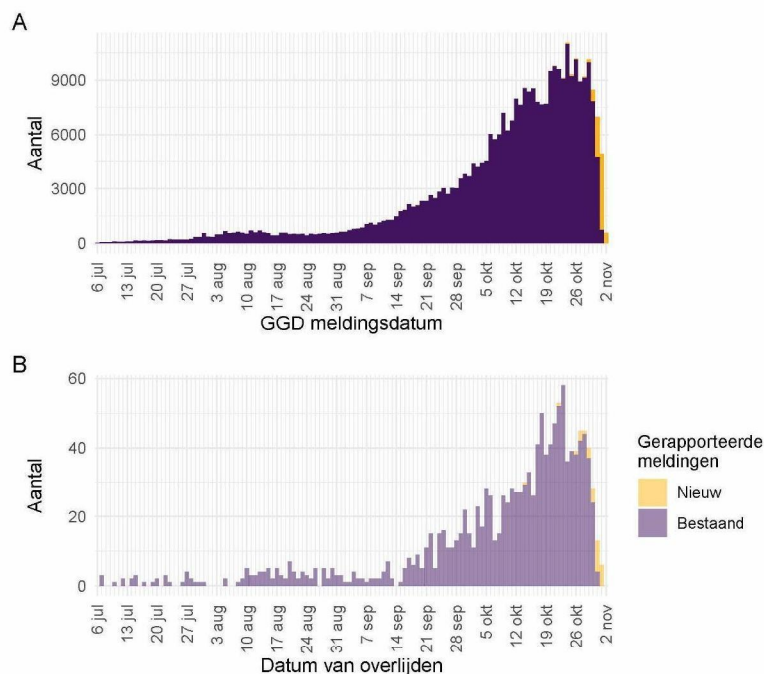 A
Aantal
9000
6000
3000
0
6 jul
13 jul
20 jul
27 jul
3 aug
10 aug
17 aug
24 aug
31 aug
7 sep
14 sep
21 sep
28 sep
5 okt
12 okt
19 okt
26 okt
2 nov
GGD meldingsdatum
B
Aantal
60
40
20
0
6 jul
13 jul
20 jul
27 jul
3 aug
10 aug
17 aug
24 aug
31 aug
7 sep
14 sep
21 sep
28 sep
5 okt
12 okt
19 okt
26 okt
2 nov
Datum van overlijden
Gerapporteerde
meldingen
Nieuw
Bestaand